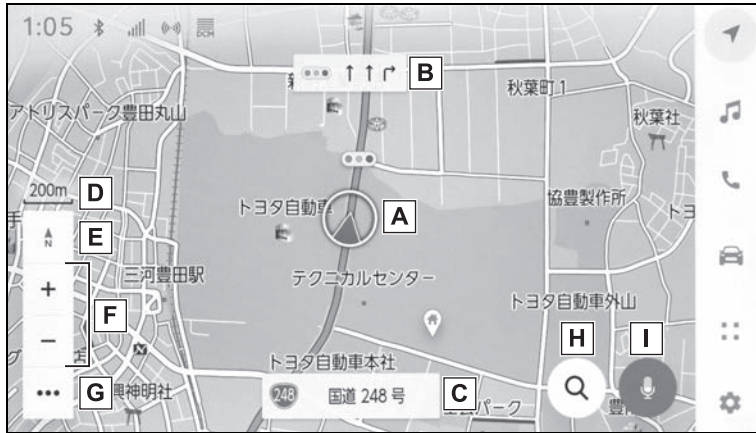 1:05
DCM
B
秋葉町1
アトリスパーク豊田丸山
秋葉社
200m
D
トヨタ自動車
A
協豊製作所
トヨ
N
E
三河豊田駅
テクニカルセンター
+
F
トヨタ自動車外山
−
H
I
トヨタ自動車本社
G
興神明社
248
国道 248 号
C
パーク
豊